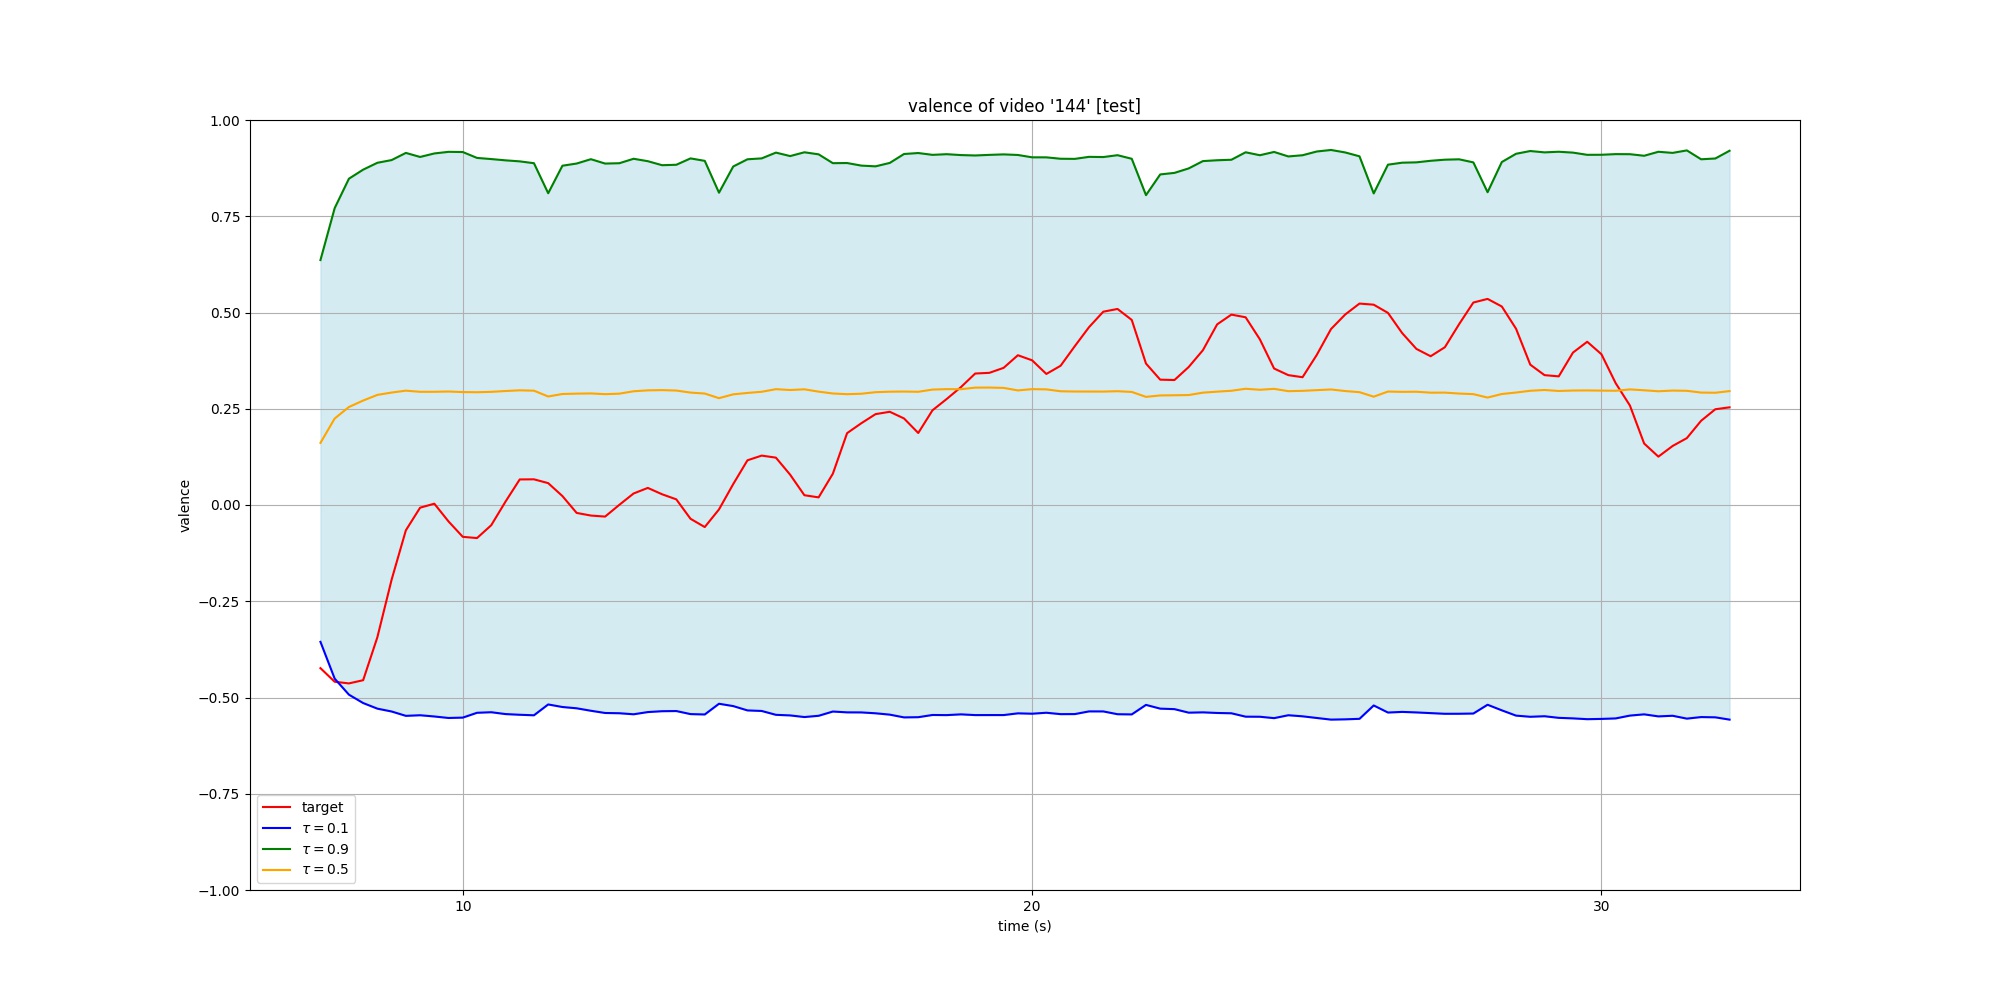 valence of video '144' [test]
1.00
0.75
0.50
0.25
0.00
−0.25
−0.50
−0.75
−1.00
valence
10
20
30
time (s)
target
τ = 0.1
τ = 0.9
τ = 0.5